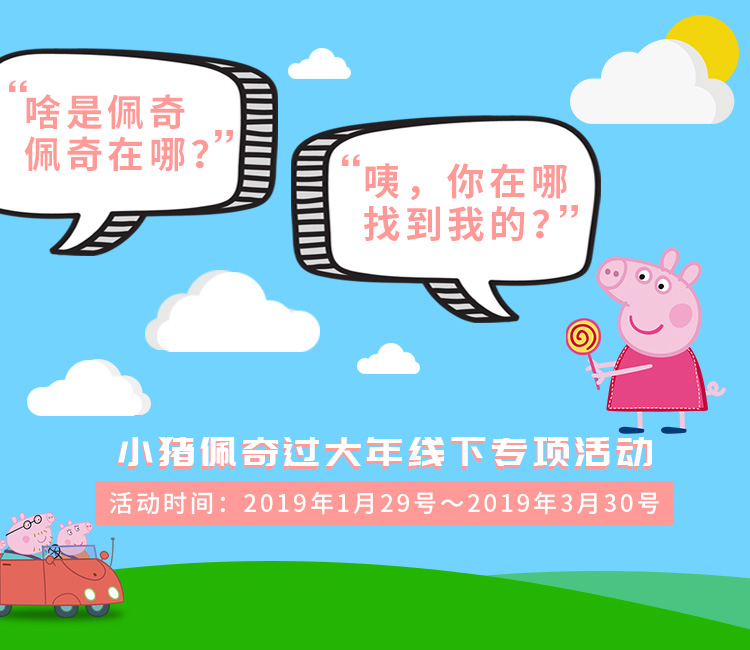 “啥是佩奇
佩奇在哪？”
“咦，你在哪
找到我的？”
小猪佩奇过大年线下专项活动
活动时间：2019年1月29号～2019年3月30号